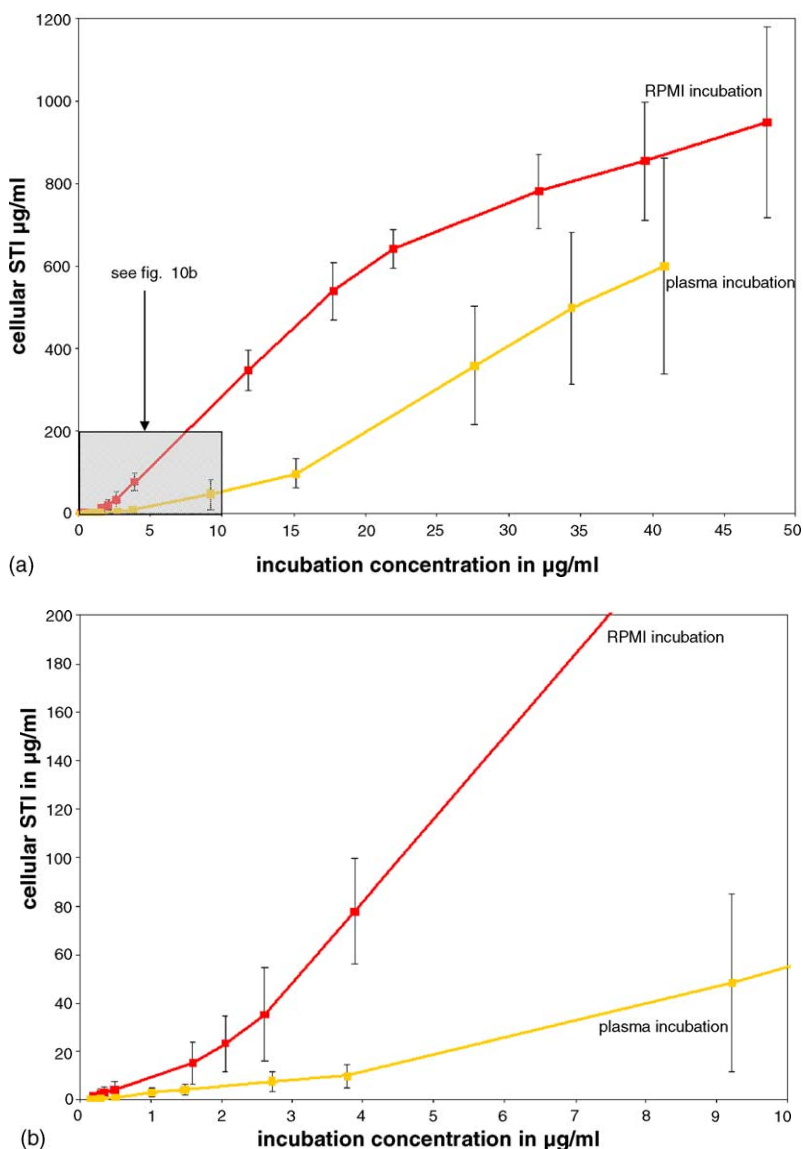 1200
1000
800
600
400
200
0
cellular STI µg/ml
RPMI incubation
see fig. 10b
plasma incubation
0 5 10 15 20 25 30 35 40 45 50
(a) incubation concentration in µg/ml
200
180
160
140
120
100
80
60
40
20
0
cellular STI in µg/ml
RPMI incubation
plasma incubation
0 1 2 3 4 5 6 7 8 9 10
(b) incubation concentration in µg/ml